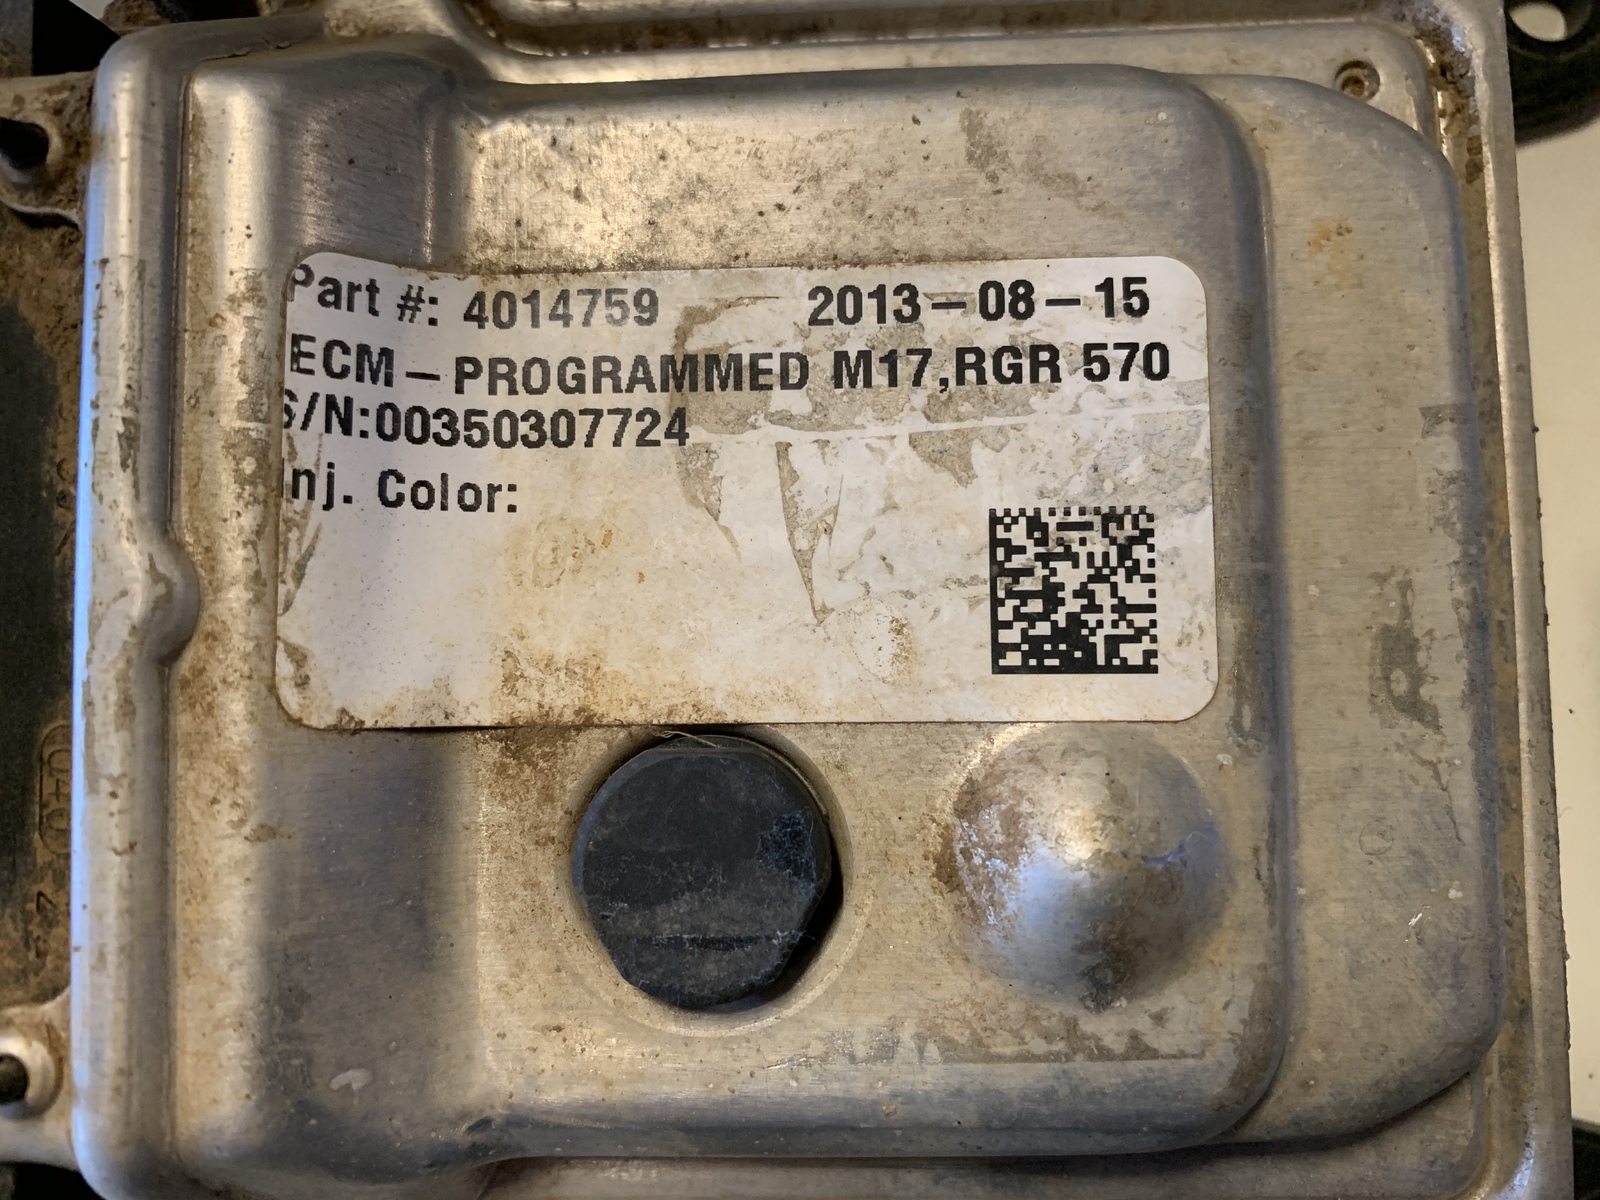 Part #: 4014759 2013-08-15
ECM-PROGRAMMED M17,RGR 570
S/N:00350307724
Inj. Color: